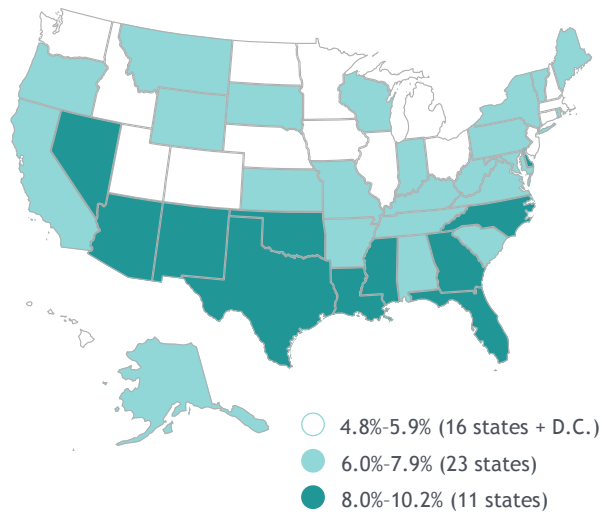 4.8%-5.9% (16 states + D.C.)
6.0%-7.9% (23 states)
8.0%-10.2% (11 states)